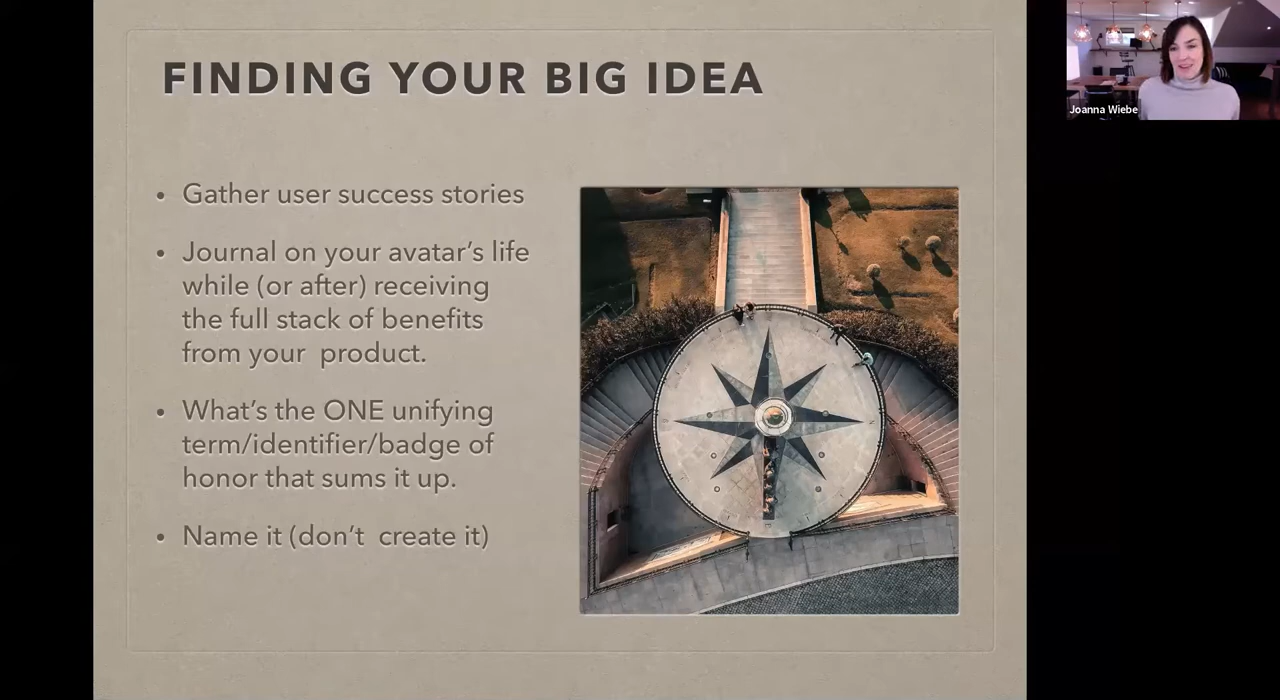 FINDING YOUR BIG IDEA
• Gather user success stories
• Journal on your avatar’s life
while (or after) receiving
the full stack of benefits
from your  product.
• What’s the ONE unifying
term/identifier/badge of
honor that sums it up.
• Name it (don’t  create it)
Joanna Wiebe